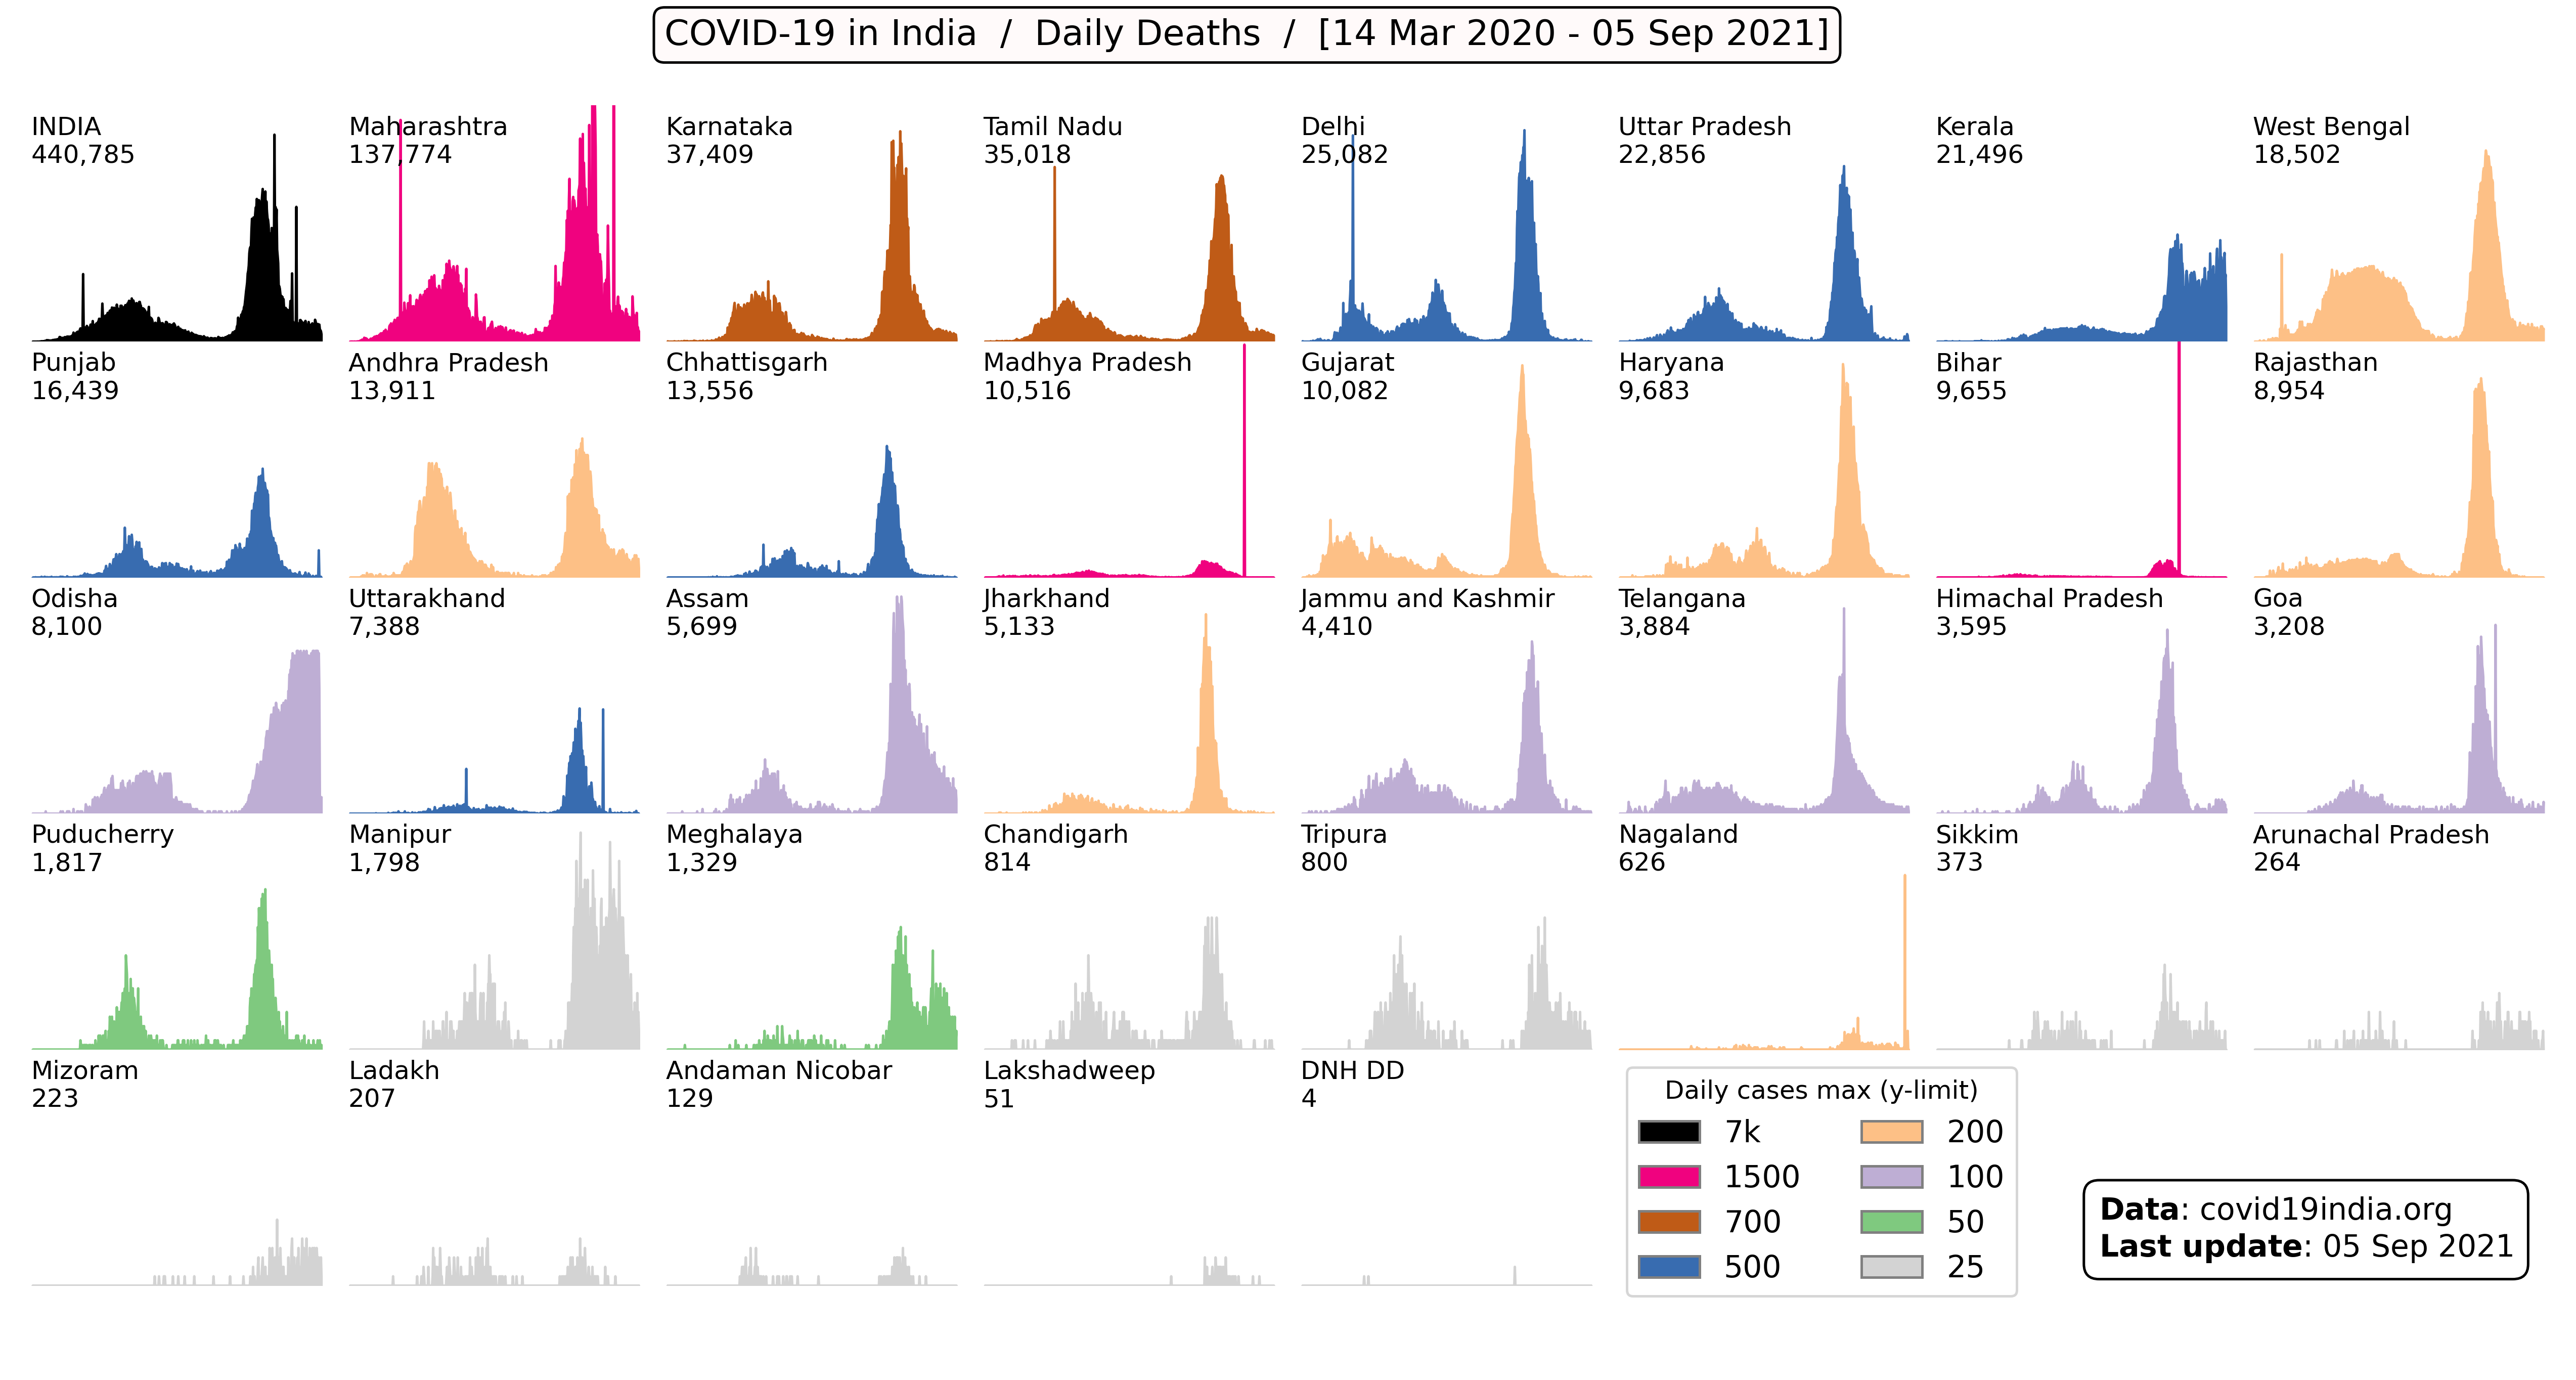 COVID-19 in India / Daily Deaths / [14 Mar 2020 - 05 Sep 2021]
INDIA
440,785
Maharashtra
137,774
Karnataka
37,409
Tamil Nadu
35,018
Delhi
25,082
Uttar Pradesh
22,856
Kerala
21,496
West Bengal
18,502
Punjab
16,439
Andhra Pradesh
13,911
Chhattisgarh
13,556
Madhya Pradesh
10,516
Gujarat
10,082
Haryana
9,683
Bihar
9,655
Rajasthan
8,954
Odisha
8,100
Uttarakhand
7,388
Assam
5,699
Jharkhand
5,133
Jammu and Kashmir
4,410
Telangana
3,884
Himachal Pradesh
3,595
Goa
3,208
Puducherry
1,817
Manipur
1,798
Meghalaya
1,329
Chandigarh
814
Tripura
800
Nagaland
626
Sikkim
373
Arunachal Pradesh
264
Mizoram
223
Ladakh
207
Andaman Nicobar
129
Lakshadweep
51
DNH DD
4
Daily cases max (y-limit)
7k
1500
700
500
200
100
50
25
Data: covid19india.org
Last update: 05 Sep 2021